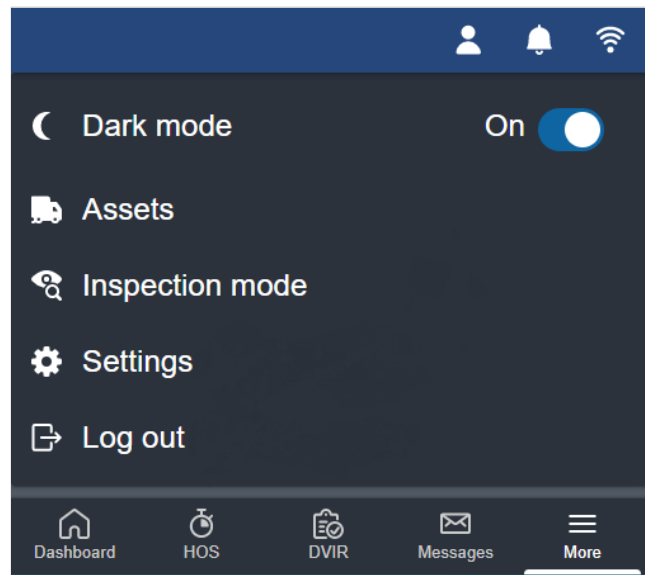 Dark mode On
Assets
Inspection mode
Settings
Log out
Dashboard HOS DVIR Messages More